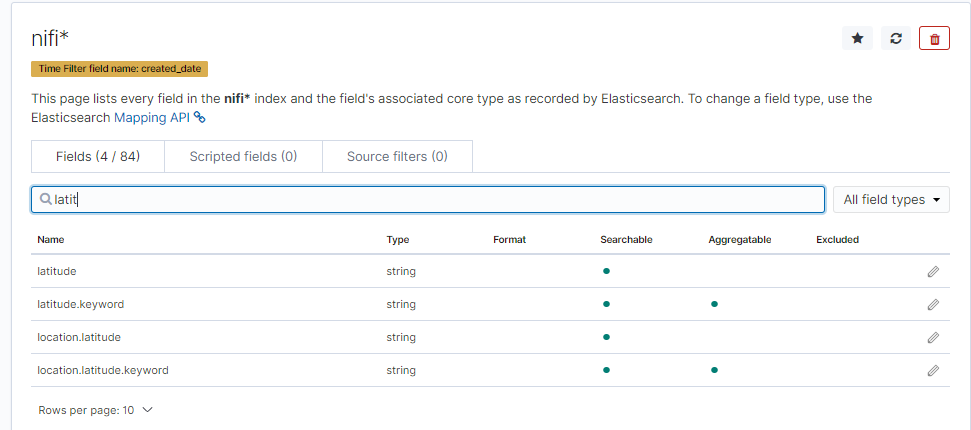 nifi*
Time Filter field name: created_date
This page lists every field in the nifi* index and the field's associated core type as recorded by Elasticsearch. To change a field type, use the
Elasticsearch Mapping API
Fields (4 / 84) Scripted fields (0) Source filters (0)
latit All field types
Name Type Format Searchable Aggregatable Excluded
latitude string
latitude.keyword string
location.latitude string
location.latitude.keyword string
Rows per page: 10